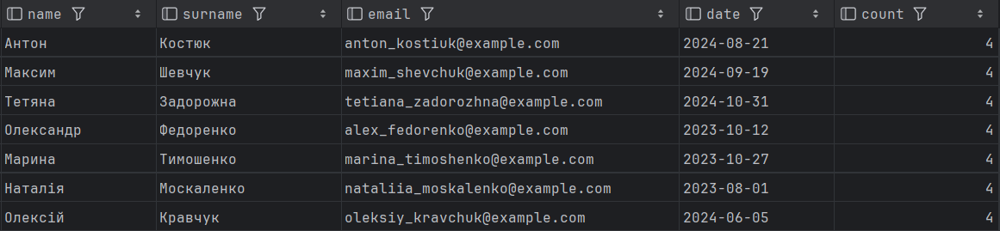 name surname email date count
Антон Костюк anton_kostiuk@example.com 2024-08-21 4
Максим Шевчук maxim_shevchuk@example.com 2024-09-19 4
Тетяна Задорожна tetiana_zadorozhna@example.com 2024-10-31 4
Олександр Федоренко alex_fedorenko@example.com 2023-10-12 4
Марина Тимошенко marina_timoshenko@example.com 2023-10-27 4
Наталія Москаленко nataliia_moskalenko@example.com 2023-08-01 4
Олексій Кравчук oleksiy_kravchuk@example.com 2024-06-05 4